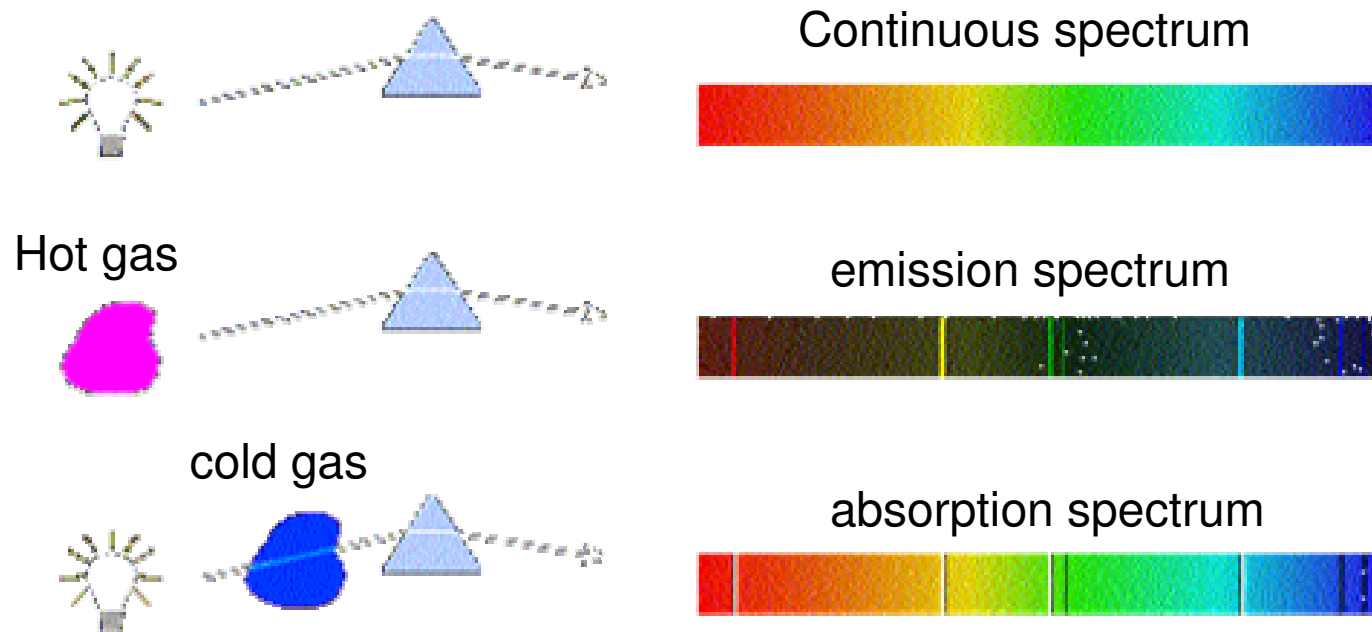 Continuous spectrum
Hot gas
emission spectrum
cold gas
absorption spectrum